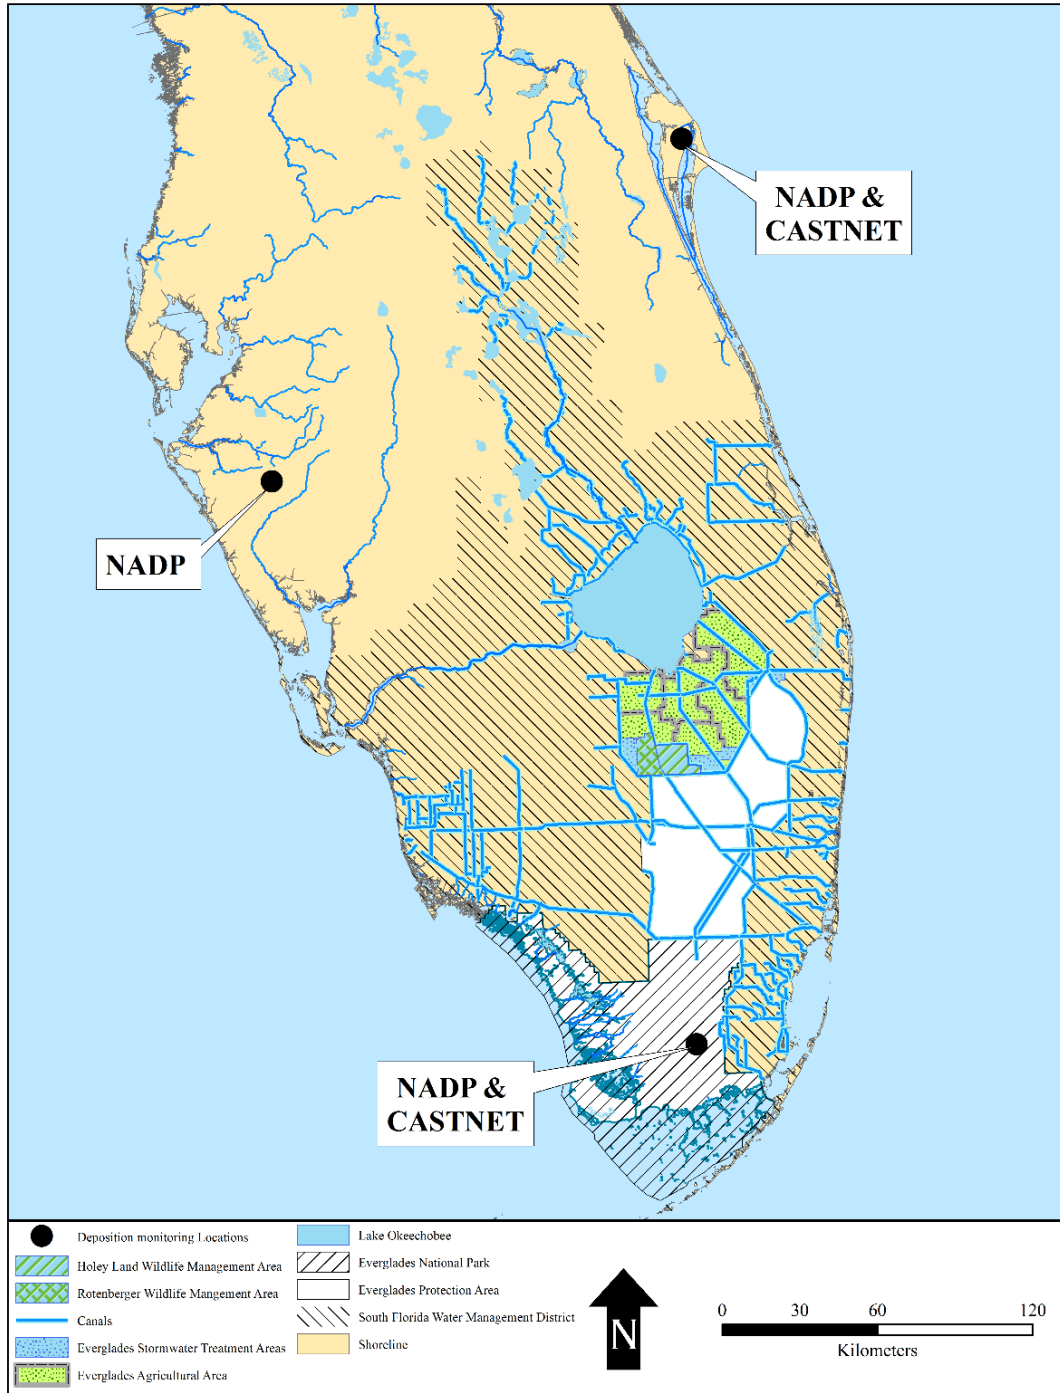 NADP &
CASTNET
NADP
NADP &
CASTNET
Deposition monitoring Locations
Holey Land Wildlife Management Area
Rotenberger Wildlife Mangement Area
Canals
Everglades Stormwater Treatment Areas
Everglades Agricultural Area
Lake Okeechobee
Everglades National Park
Everglades Protection Area
South Florida Water Management District
Shoreline
N
0 30 60 120
Kilometers